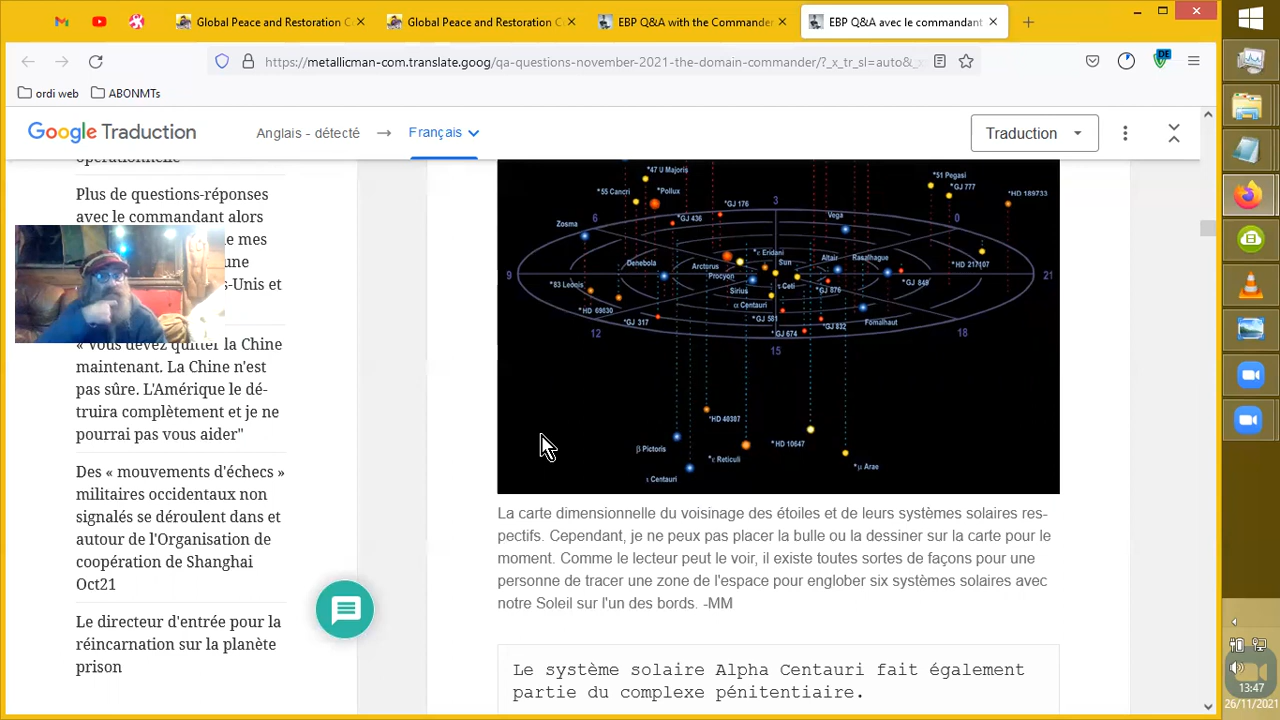 Global Peace and Restoration C
Global Peace and Restoration C
EBP Q&A with the Commander
EBP Q&A avec le commandant
https://metallicman-com.translate.goog/qa-questions-november-2021-the-domain-commander/?_x_tr_sl=auto&
DE
ordi web
ABONMTs
Google Traduction
Anglais - détecté
Français
Traduction
opérationnelle
Plus de questions-réponses
avec le commandant alors
e mes
une
s-Unis et
« Vous devez quitter la Chine
maintenant. La Chine n'est
pas sûre. L'Amérique le dé-
truira complètement et je ne
pourrai pas vous aider"
Des « mouvements d'échecs »
militaires occidentaux non
signalés se déroulent dans et
autour de l'Organisation de
coopération de Shanghai
Oct21
Le directeur d'entrée pour la
réincarnation sur la planète
prison
*47 U Majoris
*55 Cancri
*Pollux
*GJ 176
*GJ 436
*51 Pegasi
*GJ 777
*HD 189733
3
6
0
Zosma
Vega
Denebola
Arcturus
Procyon
*ε Eridani
Sun
Altair
Rasalhague
*HD 217107
9
21
*83 Leonis
Sirius
τ Ceti
*GJ 876
*GJ 849
α Centauri
*HD 69830
*GJ 317
*GJ 581
*GJ 674
*GJ 832
Fomalhaut
12
18
15
*HD 40307
*HD 10647
β Pictoris
*ε Reticuli
*μ Arae
ι Centauri
La carte dimensionnelle du voisinage des étoiles et de leurs systèmes solaires res-
pectifs. Cependant, je ne peux pas placer la bulle ou la dessiner sur la carte pour le
moment. Comme le lecteur peut le voir, il existe toutes sortes de façons pour une
personne de tracer une zone de l'espace pour englober six systèmes solaires avec
notre Soleil sur l'un des bords. -MM
Le système solaire Alpha Centauri fait également
partie du complexe pénitentiaire.
13:47
26/11/2021